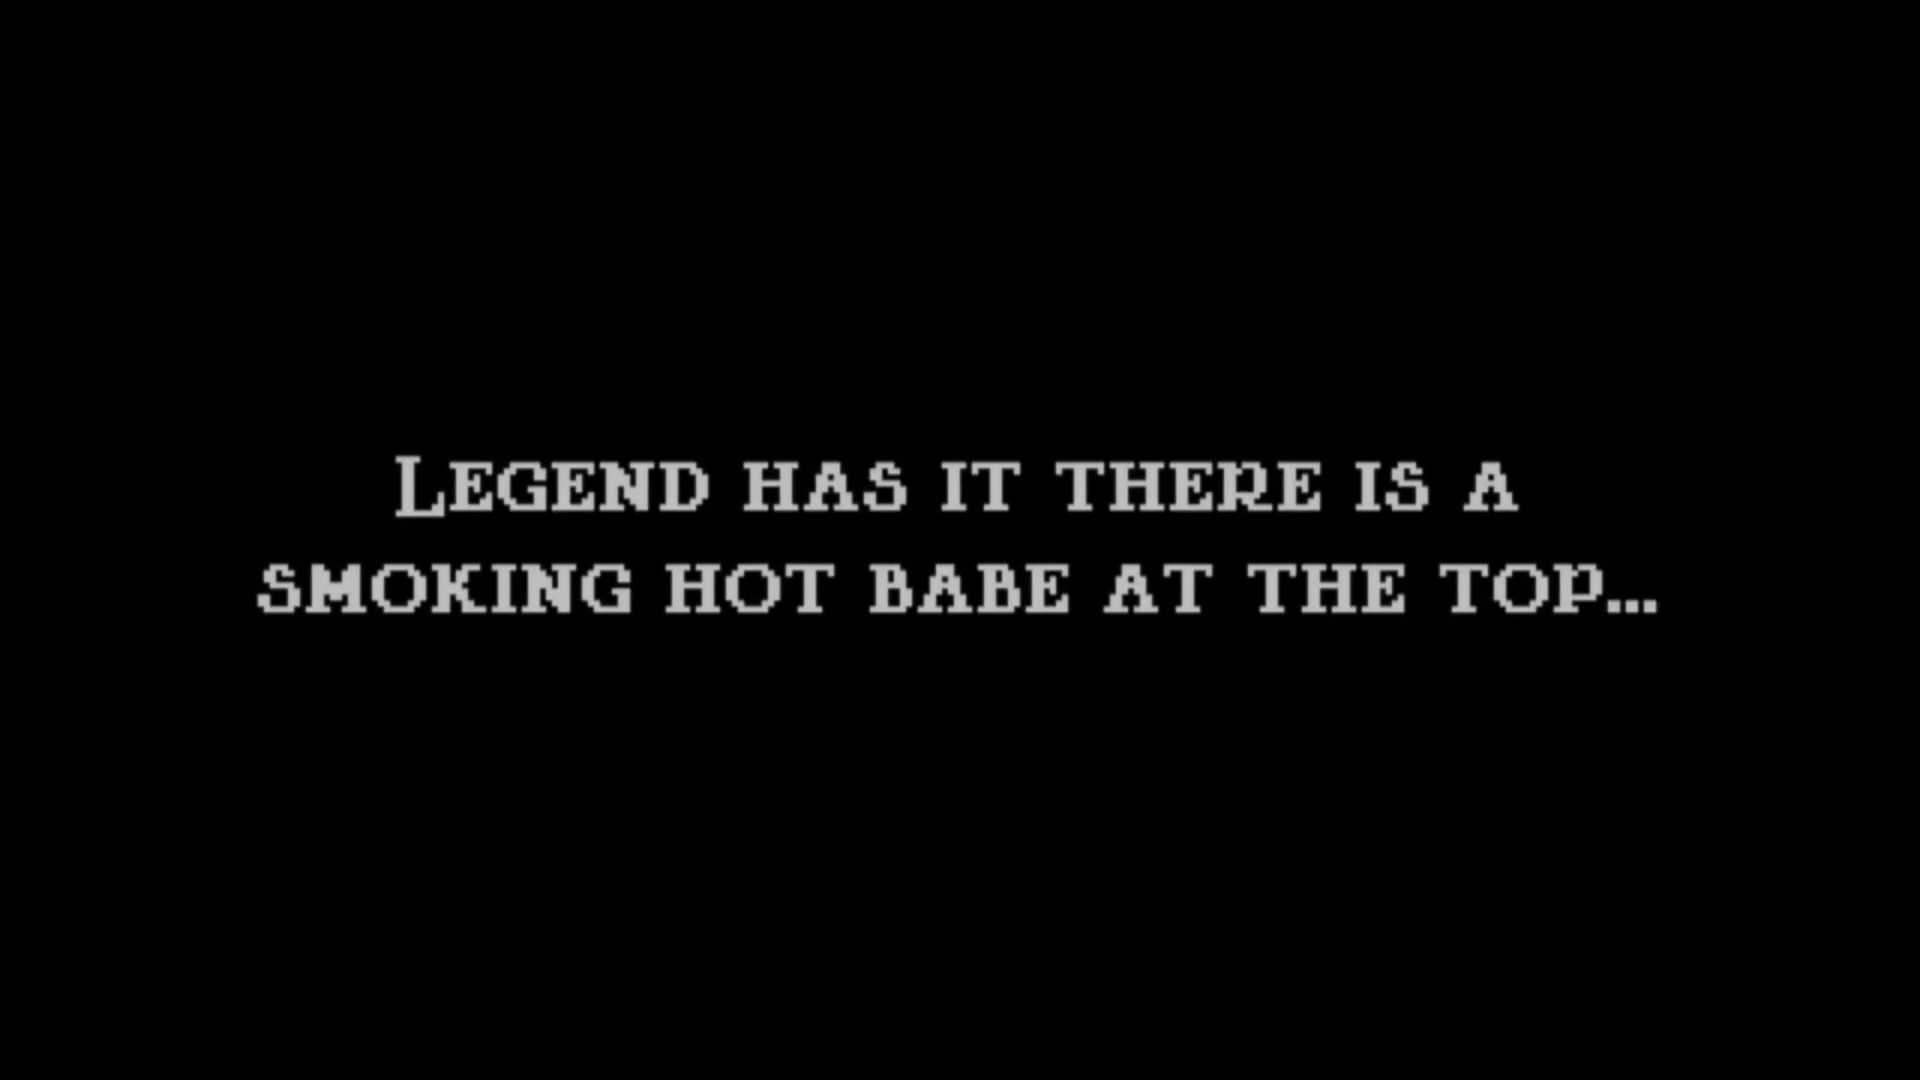 Legend has it there is a
smoking hot babe at the top...